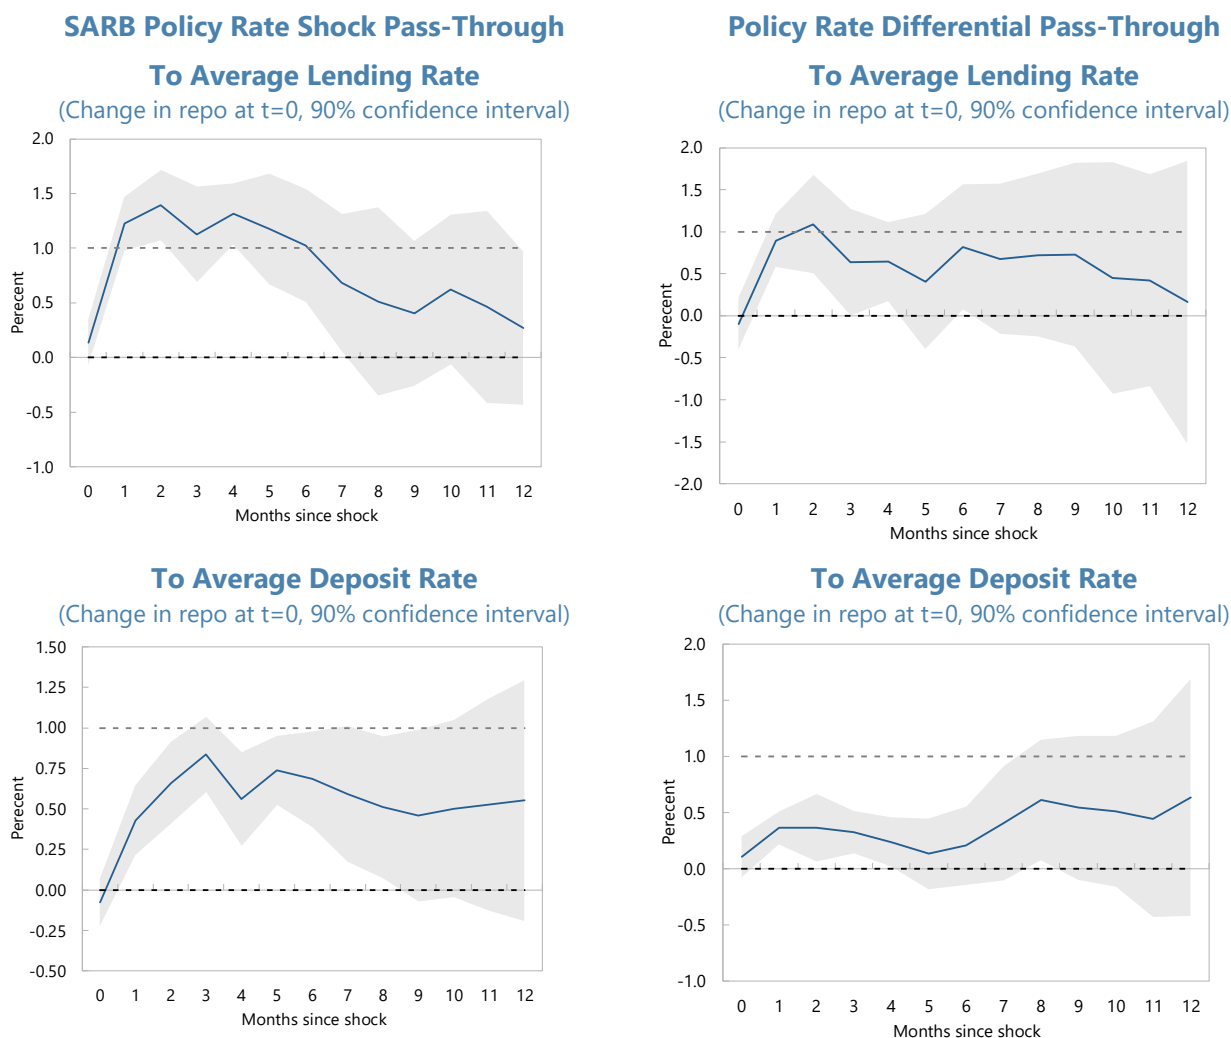 SARB Policy Rate Shock Pass-Through
To Average Lending Rate
(Change in repo at t=0, 90% confidence interval)
2.0
1.5
1.0
0.5
0.0
-0.5
-1.0
Perecent
0 1 2 3 4 5 6 7 8 9 10 11 12
Months since shock
Policy Rate Differential Pass-Through
To Average Lending Rate
(Change in repo at t=0, 90% confidence interval)
2.0
1.5
1.0
0.5
0.0
-0.5
-1.0
-1.5
-2.0
Perecent
0 1 2 3 4 5 6 7 8 9 10 11 12
Months since shock
To Average Deposit Rate
(Change in repo at t=0, 90% confidence interval)
1.50
1.25
1.00
0.75
0.50
0.25
0.00
-0.25
-0.50
Perecent
0 1 2 3 4 5 6 7 8 9 10 11 12
Months since shock
To Average Deposit Rate
(Change in repo at t=0, 90% confidence interval)
2.0
1.5
1.0
0.5
0.0
-0.5
-1.0
Perecent
0 1 2 3 4 5 6 7 8 9 10 11 12
Months since shock